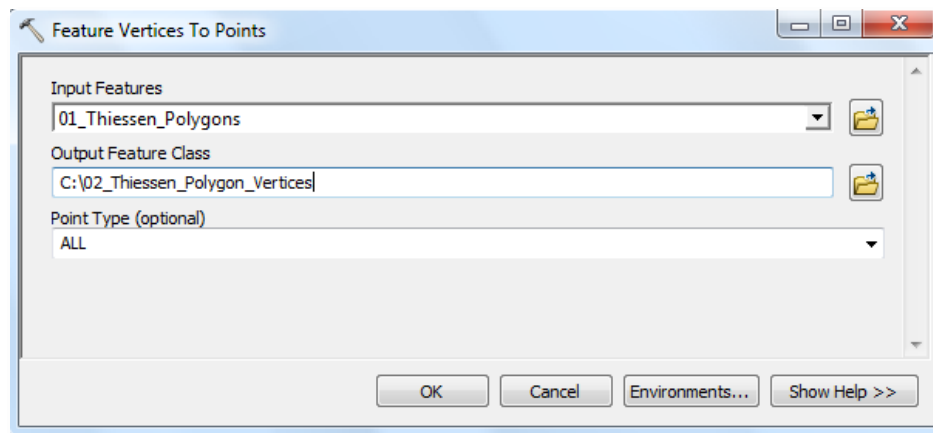 Feature Vertices To Points
Input Features
01_Thiessen_Polygons
Output Feature Class
C:\02_Thiessen_Polygon_Vertices
Point Type (optional)
ALL
OK Cancel Environments... Show Help >>